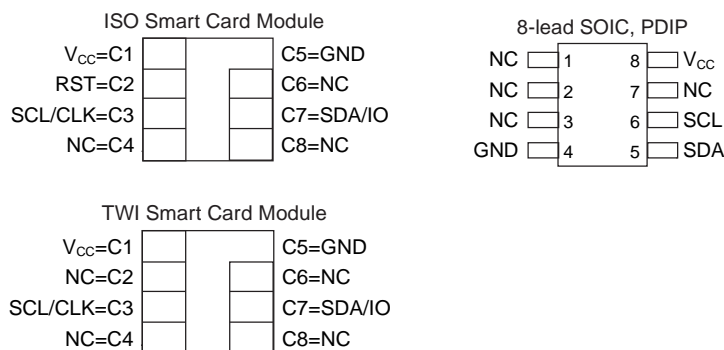 ISO Smart Card Module
VCC=C1 C5=GND
RST=C2 C6=NC
SCL/CLK=C3 C7=SDA/IO
NC=C4 C8=NC
8-lead SOIC, PDIP
NC 1 8 VCC
NC 2 7 NC
NC 3 6 SCL
GND 4 5 SDA
TWI Smart Card Module
VCC=C1 C5=GND
NC=C2 C6=NC
SCL/CLK=C3 C7=SDA/IO
NC=C4 C8=NC